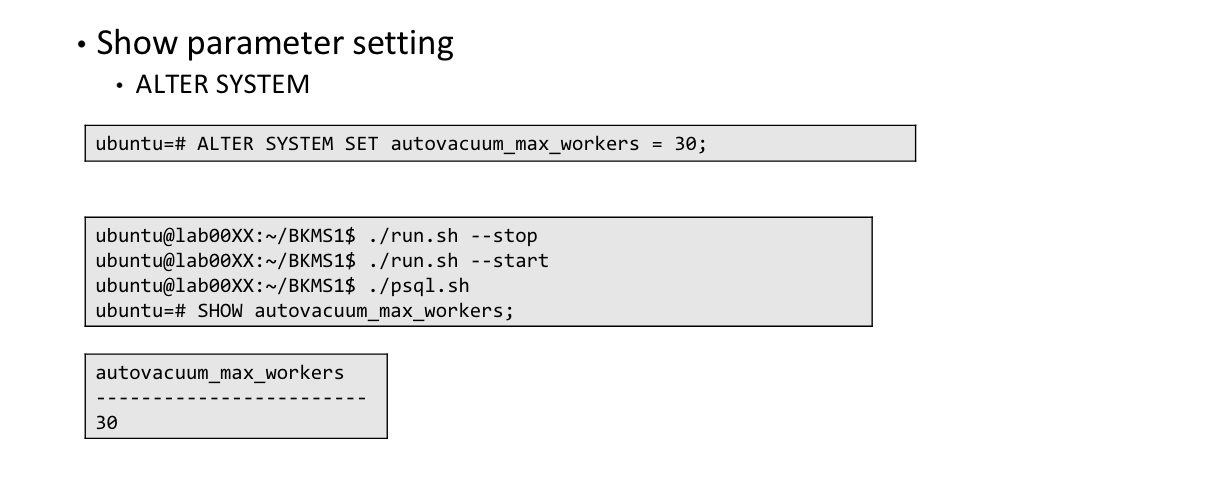 • Show parameter setting
• ALTER SYSTEM
ubuntu=# ALTER SYSTEM SET autovacuum_max_workers = 30;
ubuntu@lab00XX:~/BKMS1$ ./run.sh --stop
ubuntu@lab00XX:~/BKMS1$ ./run.sh --start
ubuntu@lab00XX:~/BKMS1$ ./psql.sh
ubuntu=# SHOW autovacuum_max_workers;
autovacuum_max_workers
------------------------
30